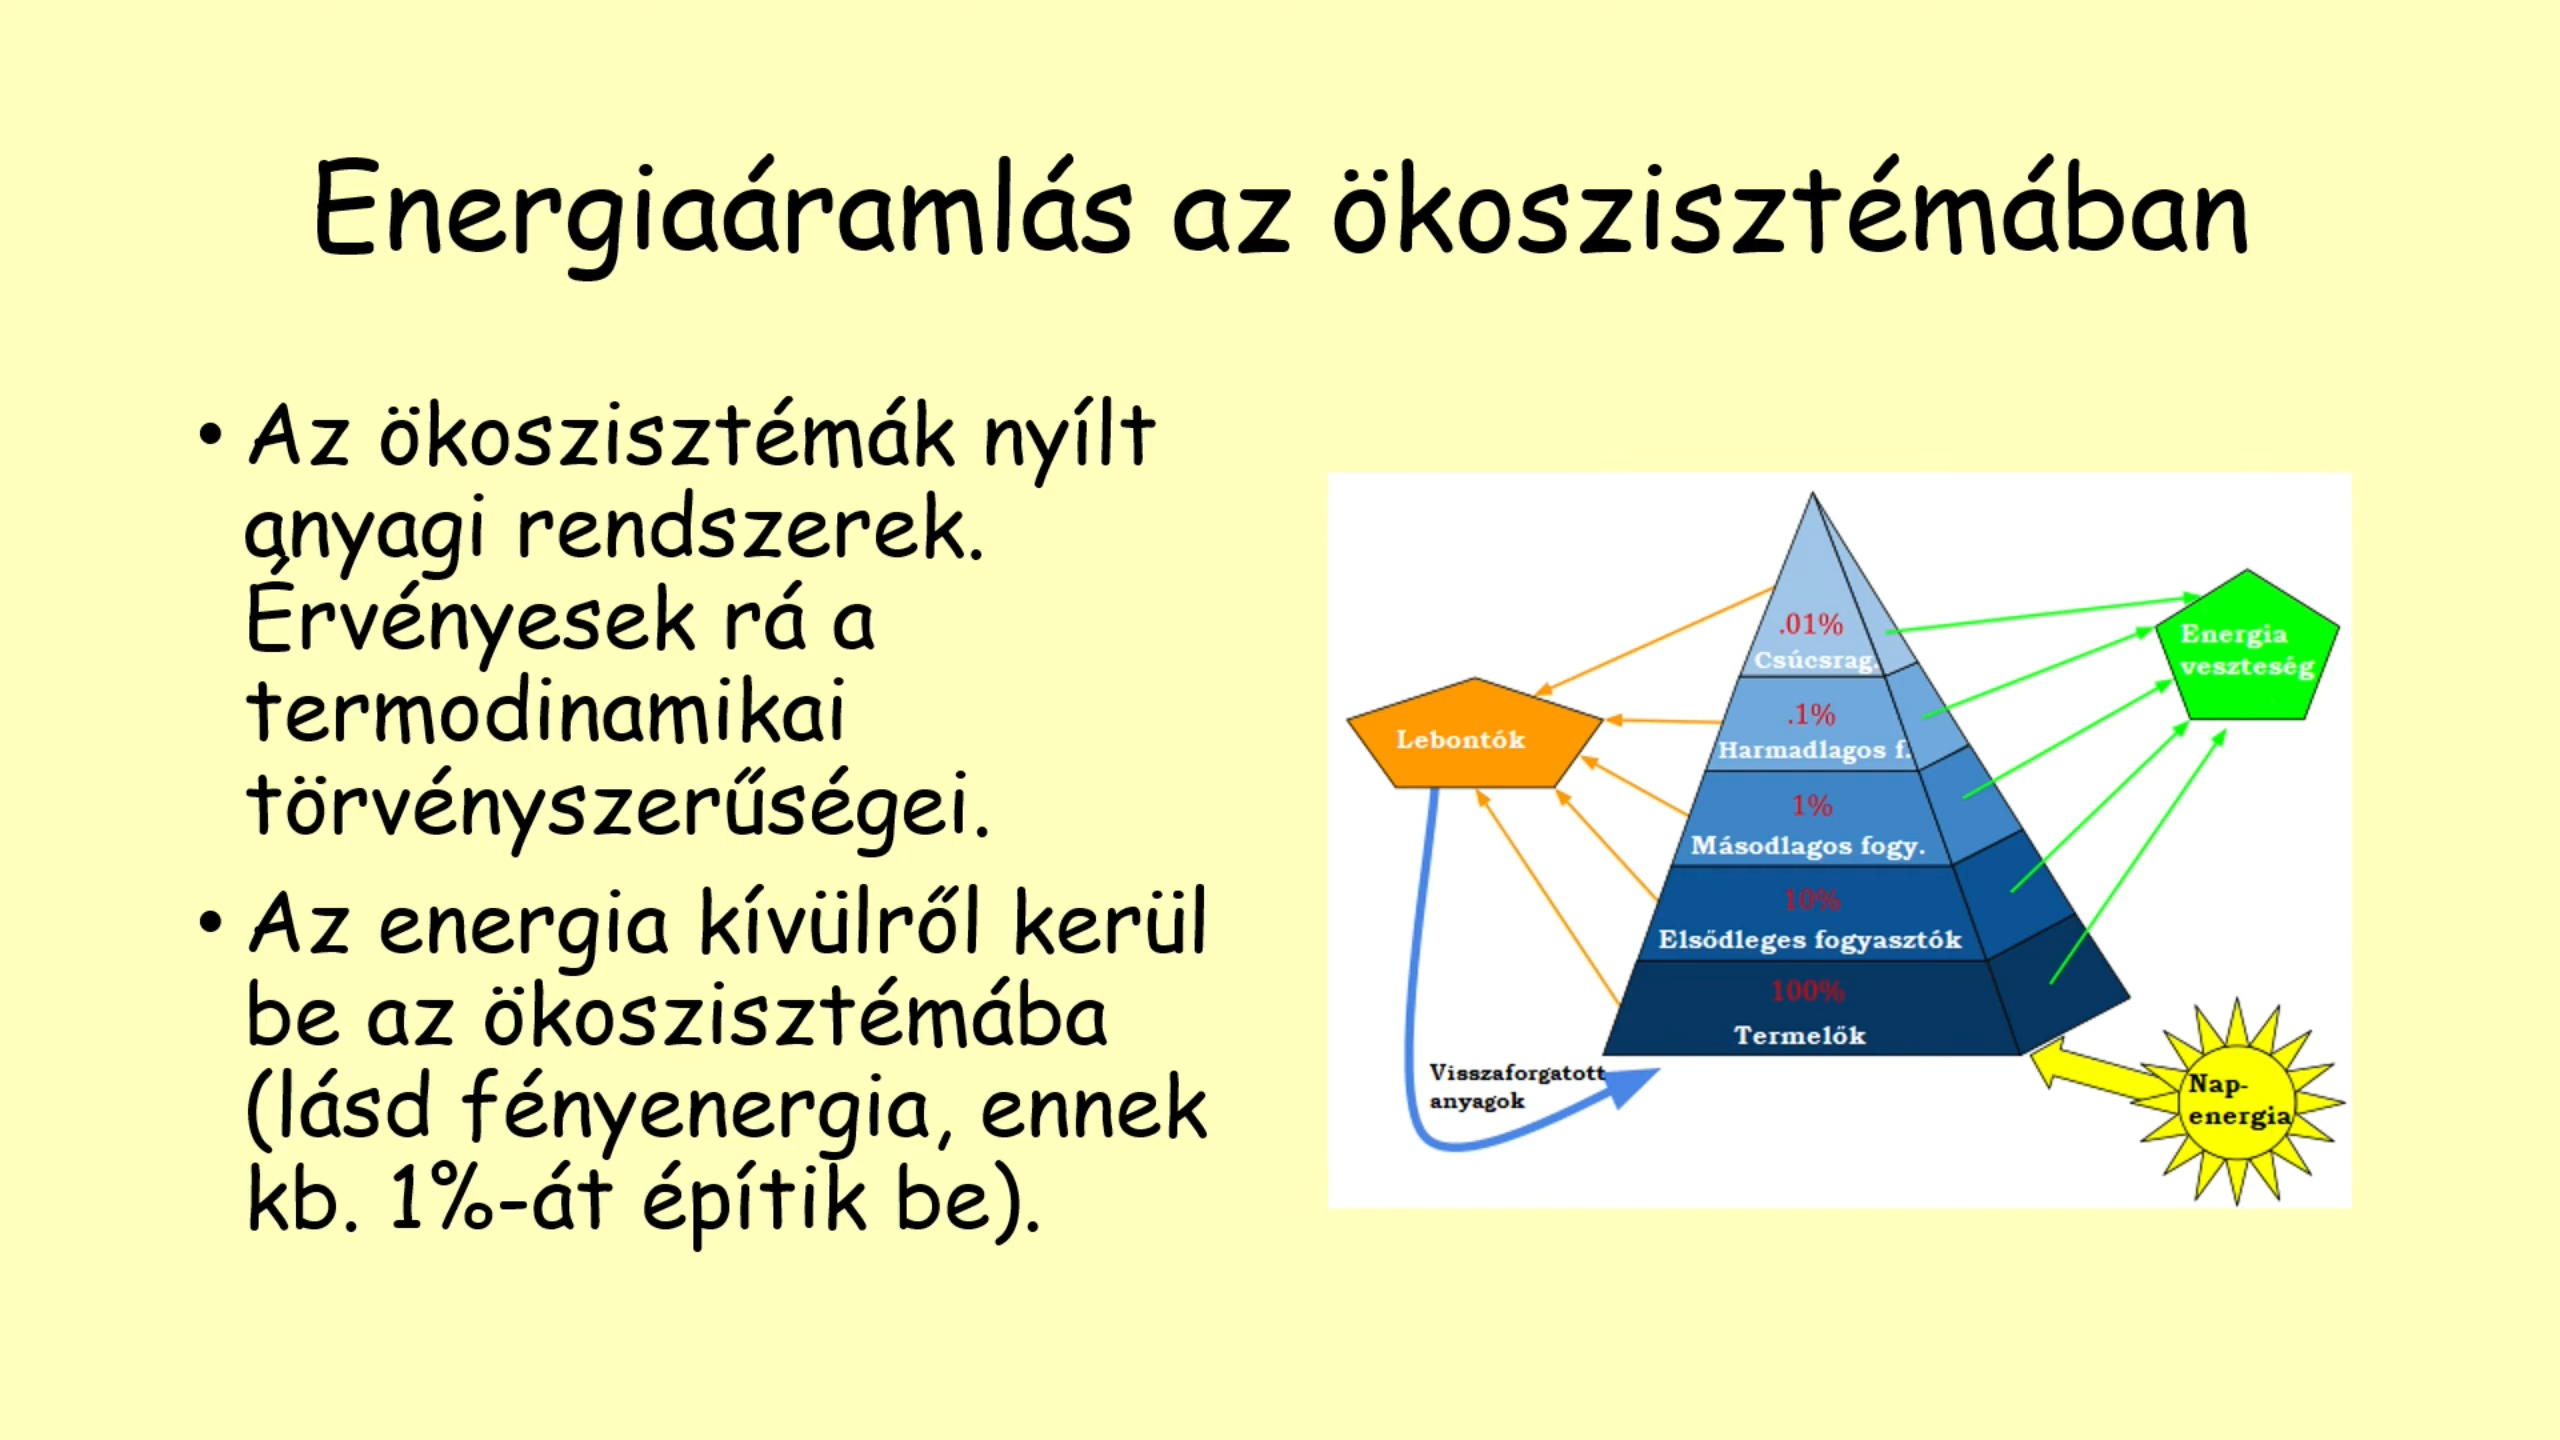 Energiaáramlás az ökoszisztémában
• Az ökoszisztémák nyílt
anyagi rendszerek.
Érvényesek rá a
termodinamikai
törvényszerűségei.
• Az energia kívülről kerül
be az ökoszisztémába
(lásd fényenergia, ennek
kb. 1%-át építik be).
.01%
Csúcsrag.
.1%
Harmadlagos f.
1%
Másodlagos fogy.
10%
Elsődleges fogyasztók
100%
Termelők
Lebontók
Energia
veszteség
Visszaforgatott
anyagok
Nap-
energia